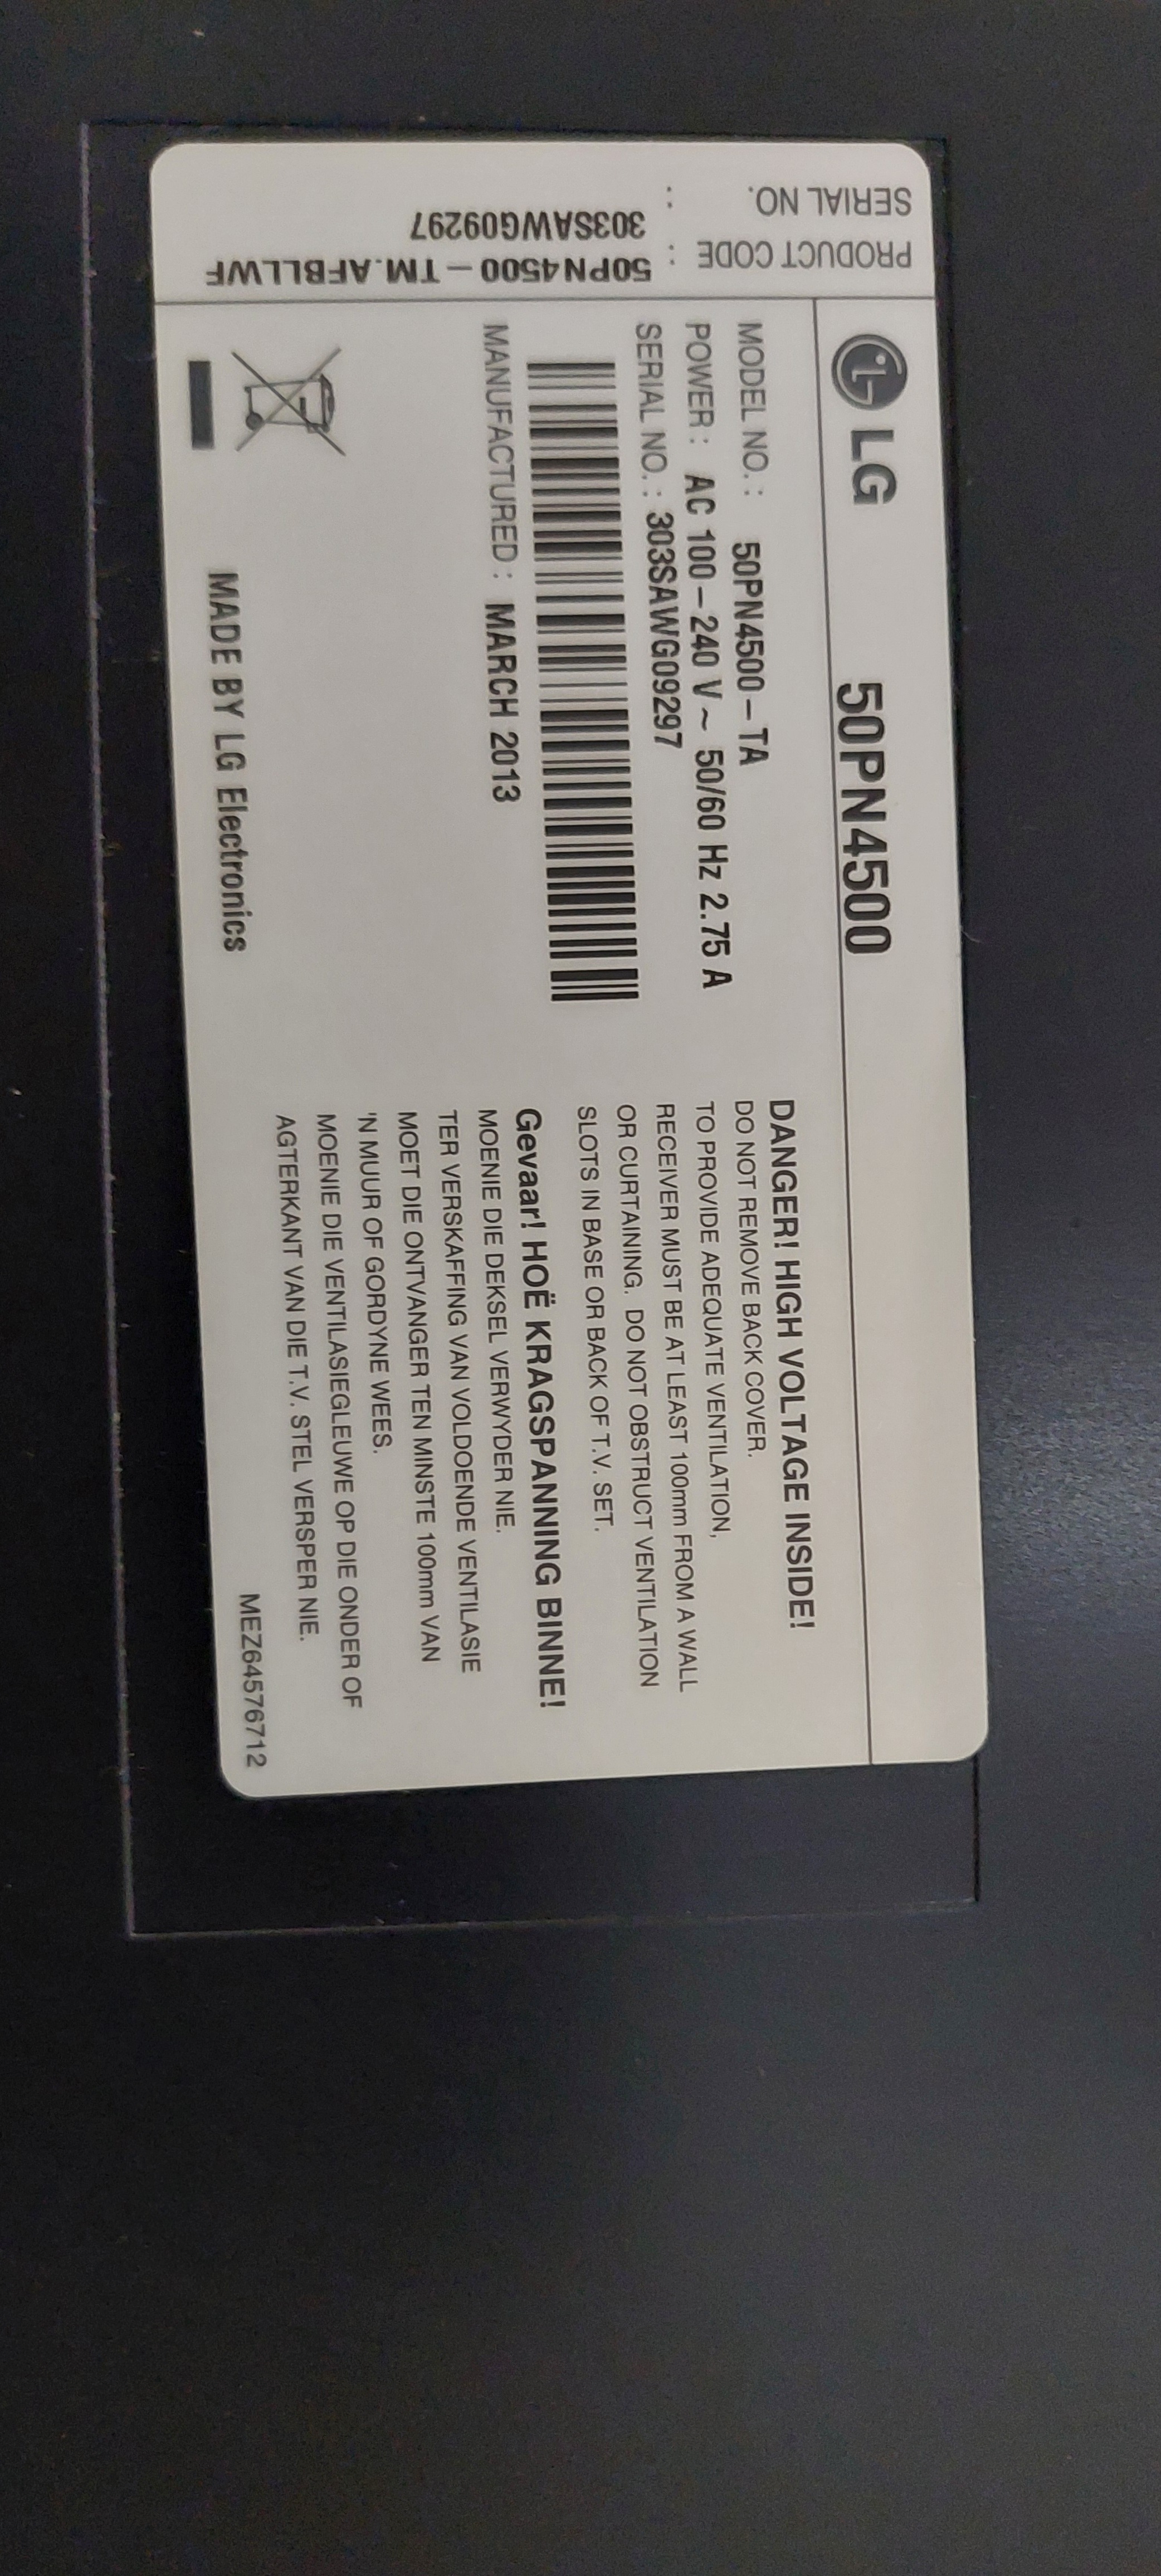 LG 50PN4500
MODEL NO. : 50PN4500-TA
POWER : AC 100-240 V~ 50/60 Hz 2.75 A
SERIAL NO. : 303SAWG09297
MANUFACTURED : MARCH 2013
MADE BY LG Electronics
DANGER! HIGH VOLTAGE INSIDE!
DO NOT REMOVE BACK COVER.
TO PROVIDE ADEQUATE VENTILATION,
RECEIVER MUST BE AT LEAST 100mm FROM A WALL
OR CURTAINING. DO NOT OBSTRUCT VENTILATION
SLOTS IN BASE OR BACK OF T.V. SET.
Gevaar! HOË KRAGSPANNING BINNE!
MOENIE DIE DEKSEL VERWYDER NIE.
TER VERSKAFFING VAN VOLDOENDE VENTILASIE
MOET DIE ONTVANGER TEN MINSTE 100mm VAN
'N MUUR OF GORDYNE WEES.
MOENIE DIE VENTILASIEGLEUWE OP DIE ONDER OF
AGTERKANT VAN DIE T.V. STEL VERSPER NIE.
MEZ64576712
PRODUCT CODE : 50PN4500-TM.AFBLLWF
SERIAL NO. : 303SAWG09297